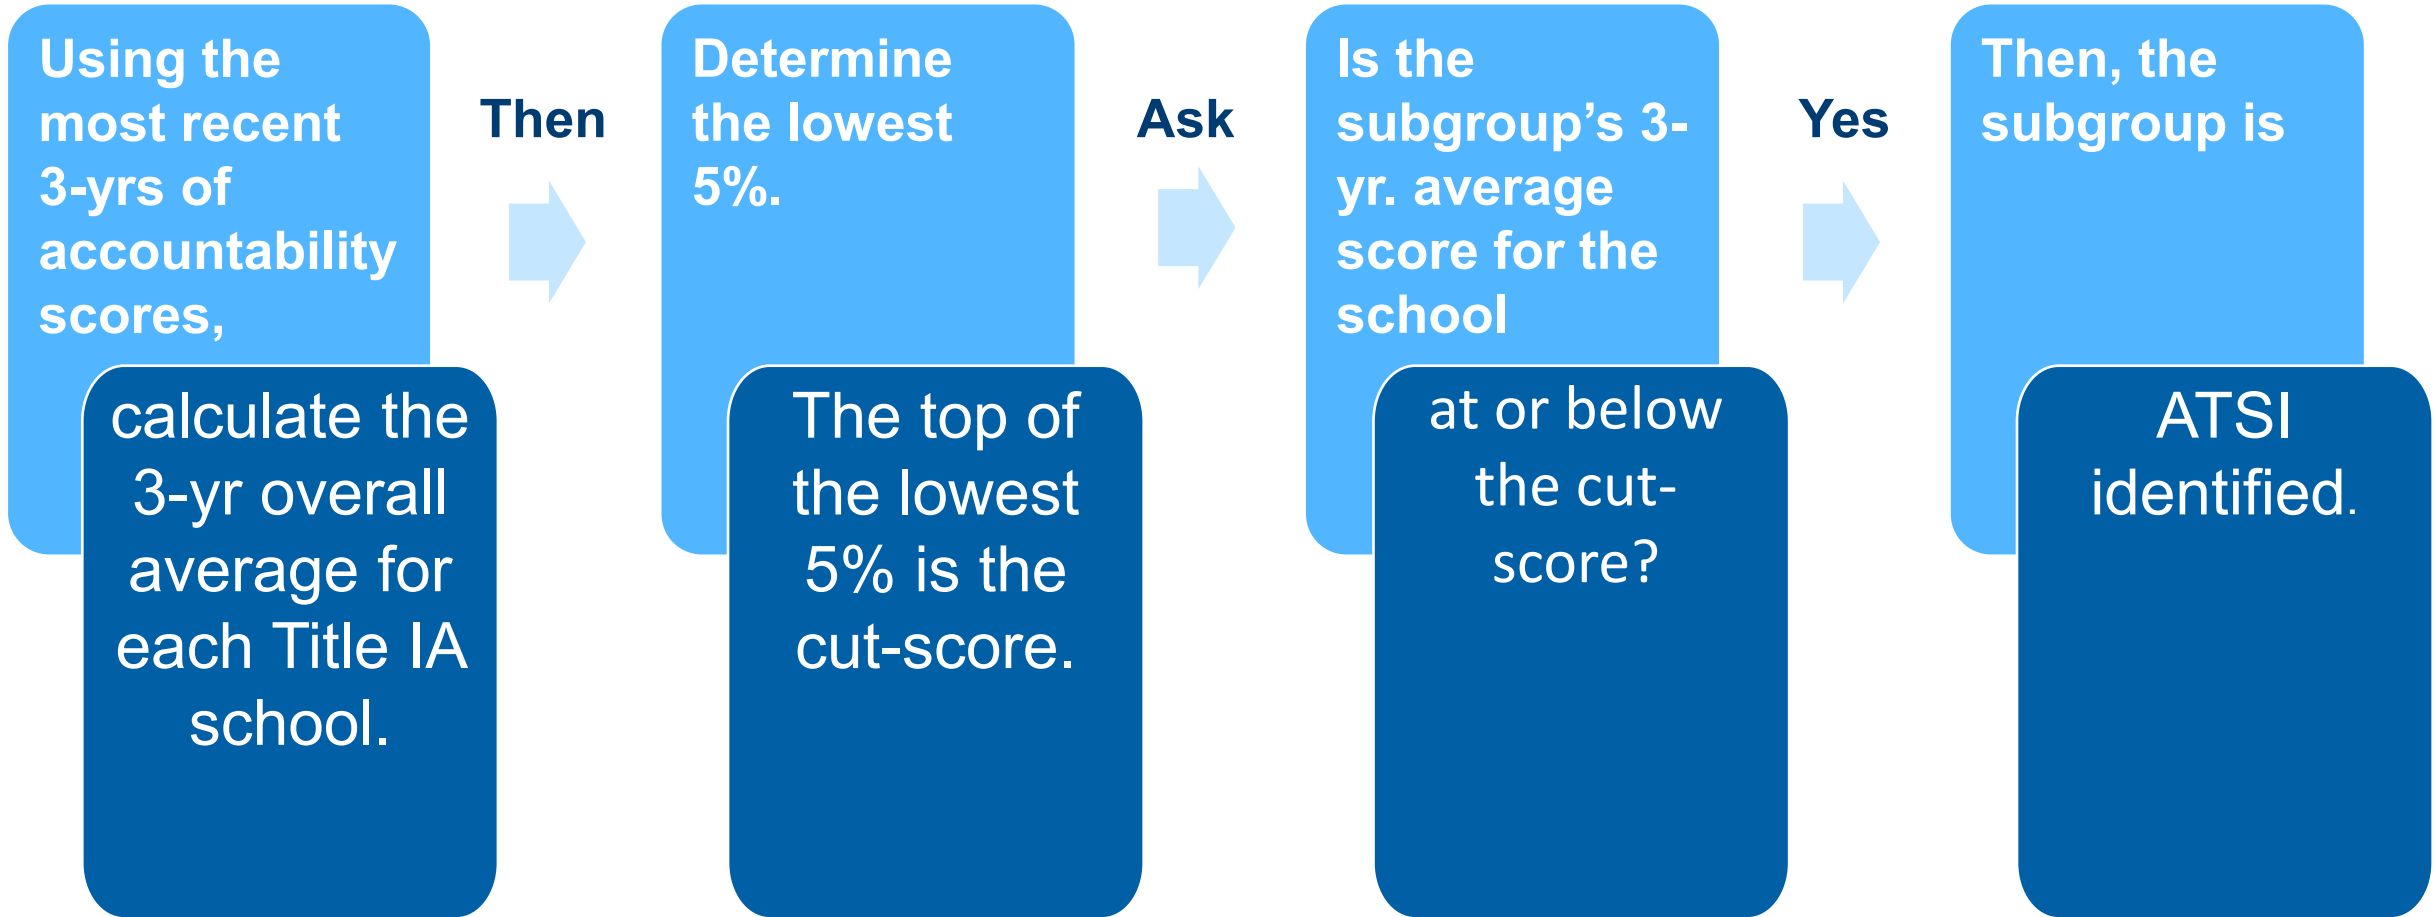 Using the
most recent
3-yrs of
accountability
scores,
calculate the
3-yr overall
average for
each Title IA
school.
Then
Determine
the lowest
5%.
The top of
the lowest
5% is the
cut-score.
Ask
Is the
subgroup’s 3-
yr. average
score for the
school
at or below
the cut-
score?
Yes
Then, the
subgroup is
ATSI
identified.